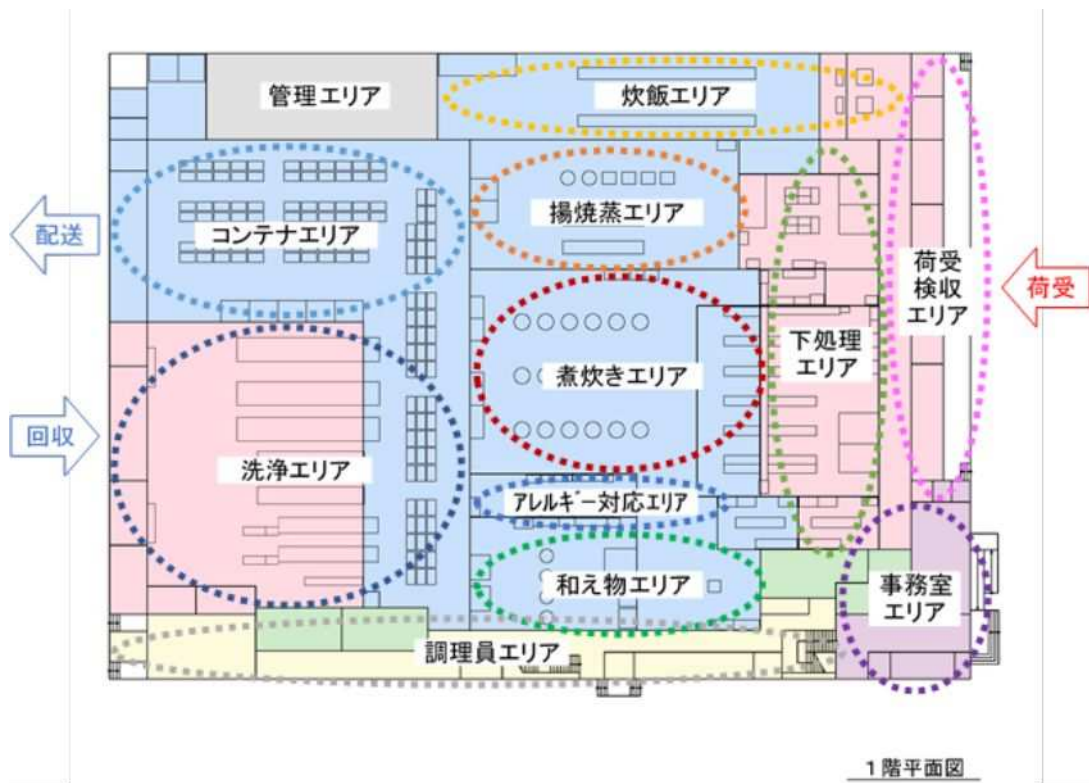 管理エリア
炊飯エリア
揚焼蒸エリア
配送
コンテナエリア
荷受
検収
エリア
荷受
下処理
エリア
煮炊きエリア
回収
洗浄エリア
アレルギー対応エリア
和え物エリア
事務室
エリア
調理員エリア
1階平面図